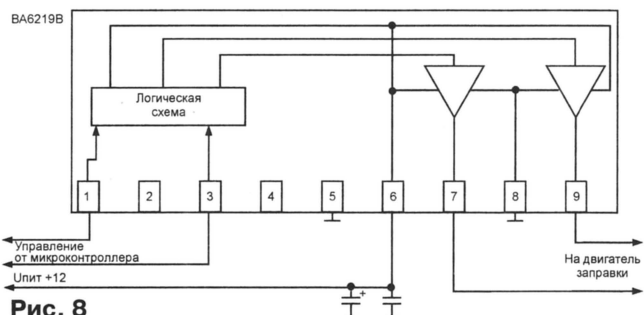 BA6219B
Логическая
схема
1
2
3
4
5
6
7
8
9
Управление
от микроконтроллера
Uпит +12
На двигатель
заправки
+
Рис. 8